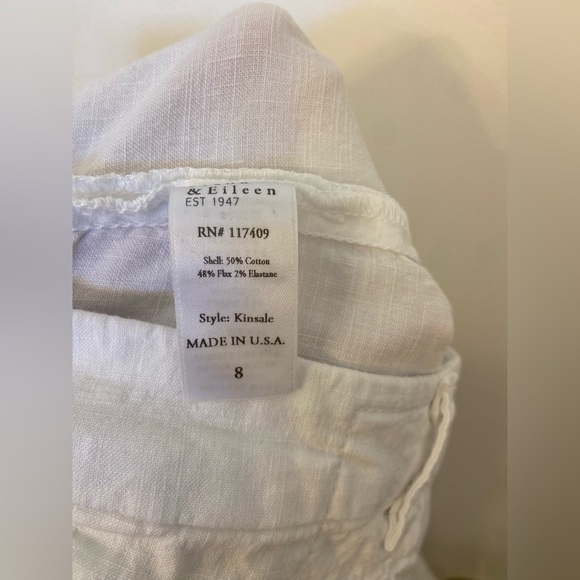 & Eileen
EST 1947
RN# 117409
Shell: 50% Cotton
48% Flax 2% Elastane
Style: Kinsale
MADE IN U.S.A.
8